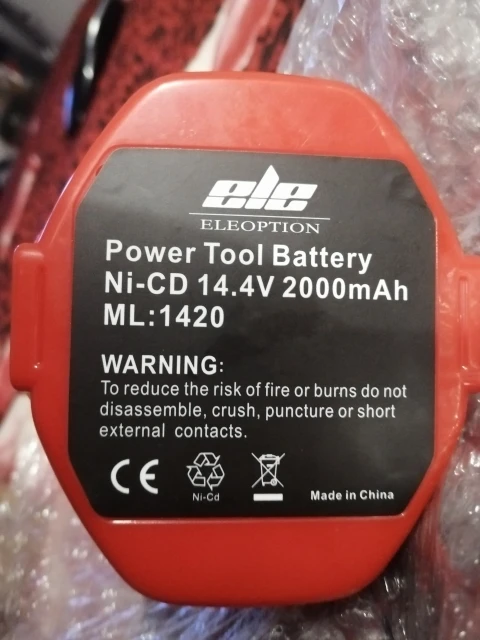 ele
ELEOPTION
Power Tool Battery
Ni-CD 14.4V 2000mAh
ML:1420
WARNING:
To reduce the risk of fire or burns do not
disassemble, crush, puncture or short
external contacts.
CE
Ni-Cd
Made in China